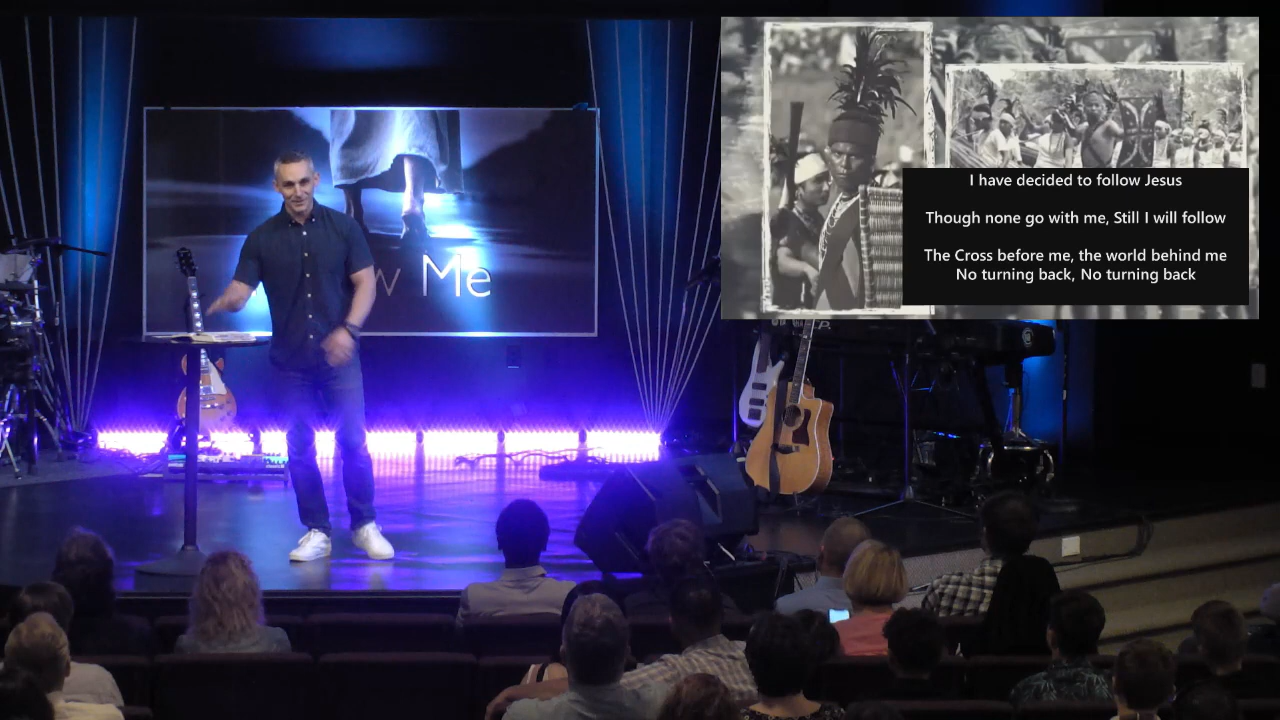 w Me
I have decided to follow Jesus
Though none go with me, Still I will follow
The Cross before me, the world behind me
No turning back, No turning back